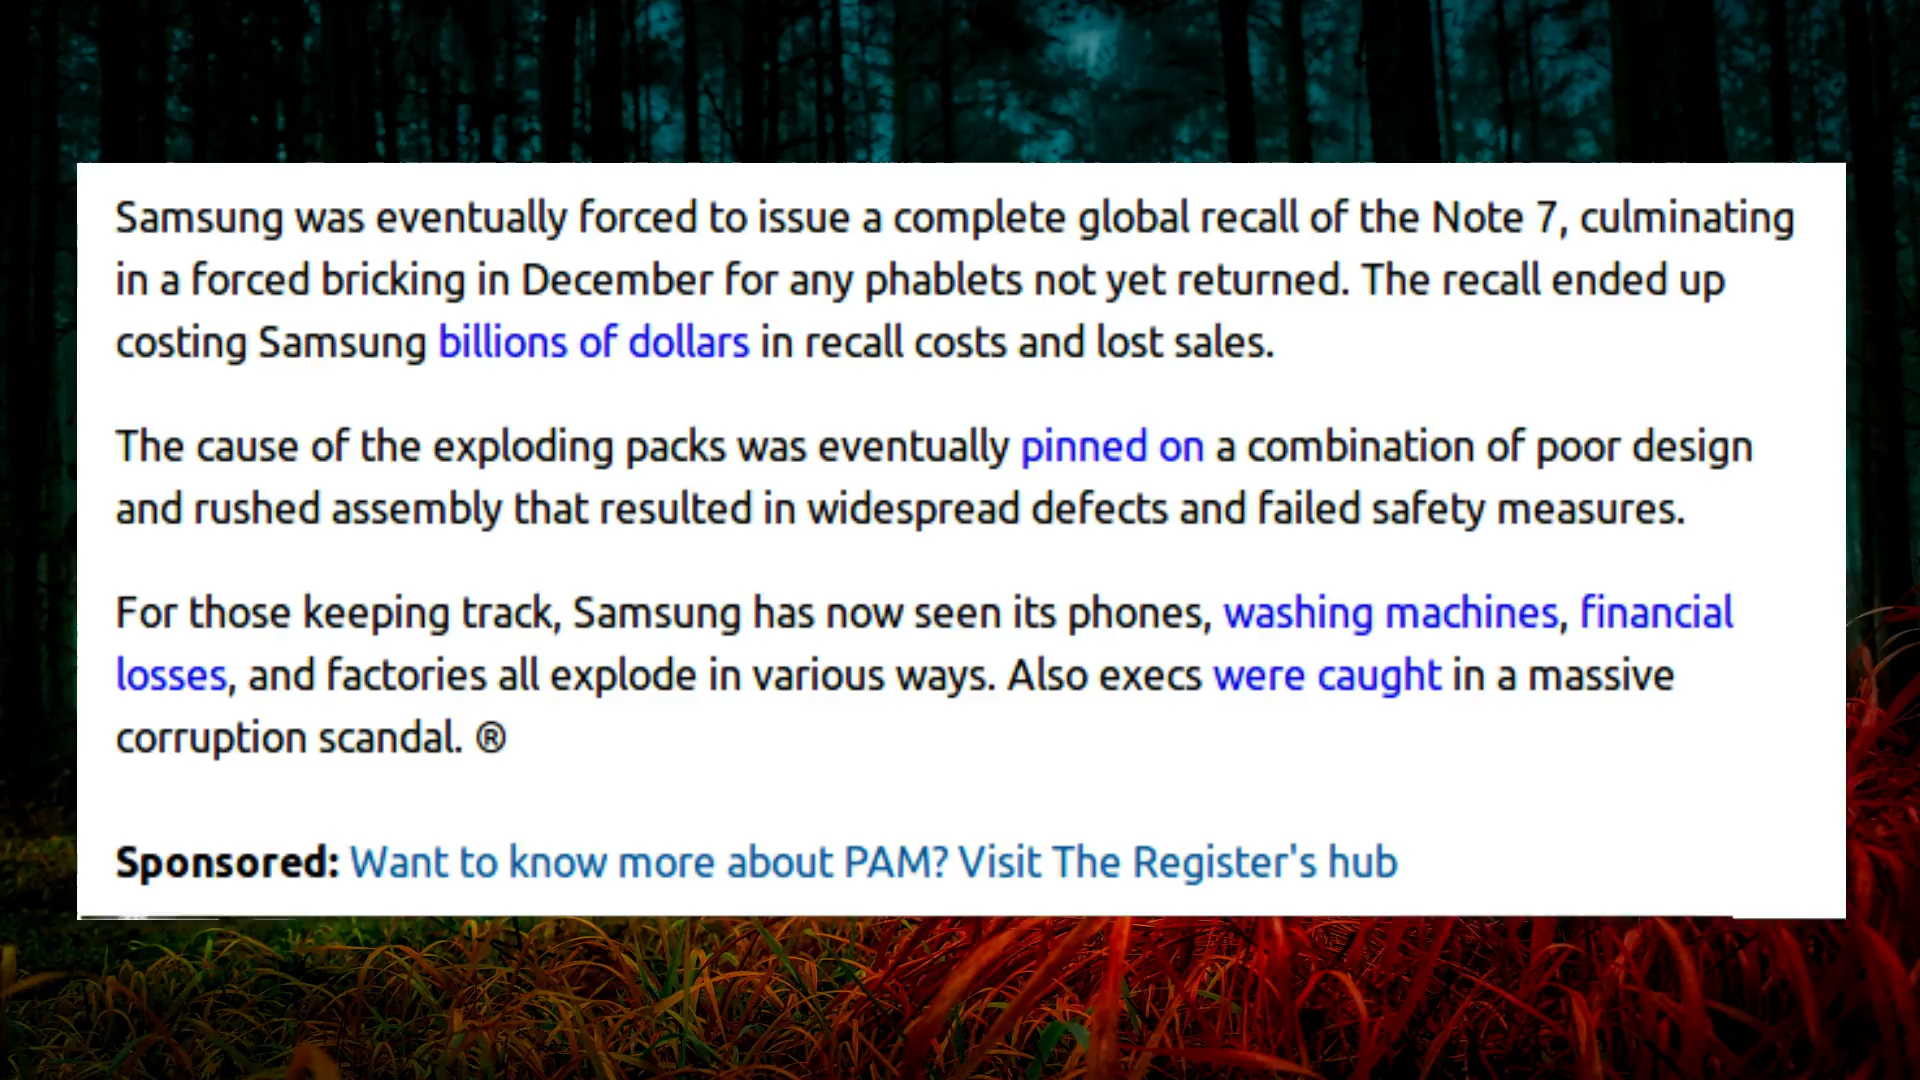 Samsung was eventually forced to issue a complete global recall of the Note 7, culminating
in a forced bricking in December for any phablets not yet returned. The recall ended up
costing Samsung billions of dollars in recall costs and lost sales.
The cause of the exploding packs was eventually pinned on a combination of poor design
and rushed assembly that resulted in widespread defects and failed safety measures.
For those keeping track, Samsung has now seen its phones, washing machines, financial
losses, and factories all explode in various ways. Also execs were caught in a massive
corruption scandal. ®
Sponsored: Want to know more about PAM? Visit The Register's hub